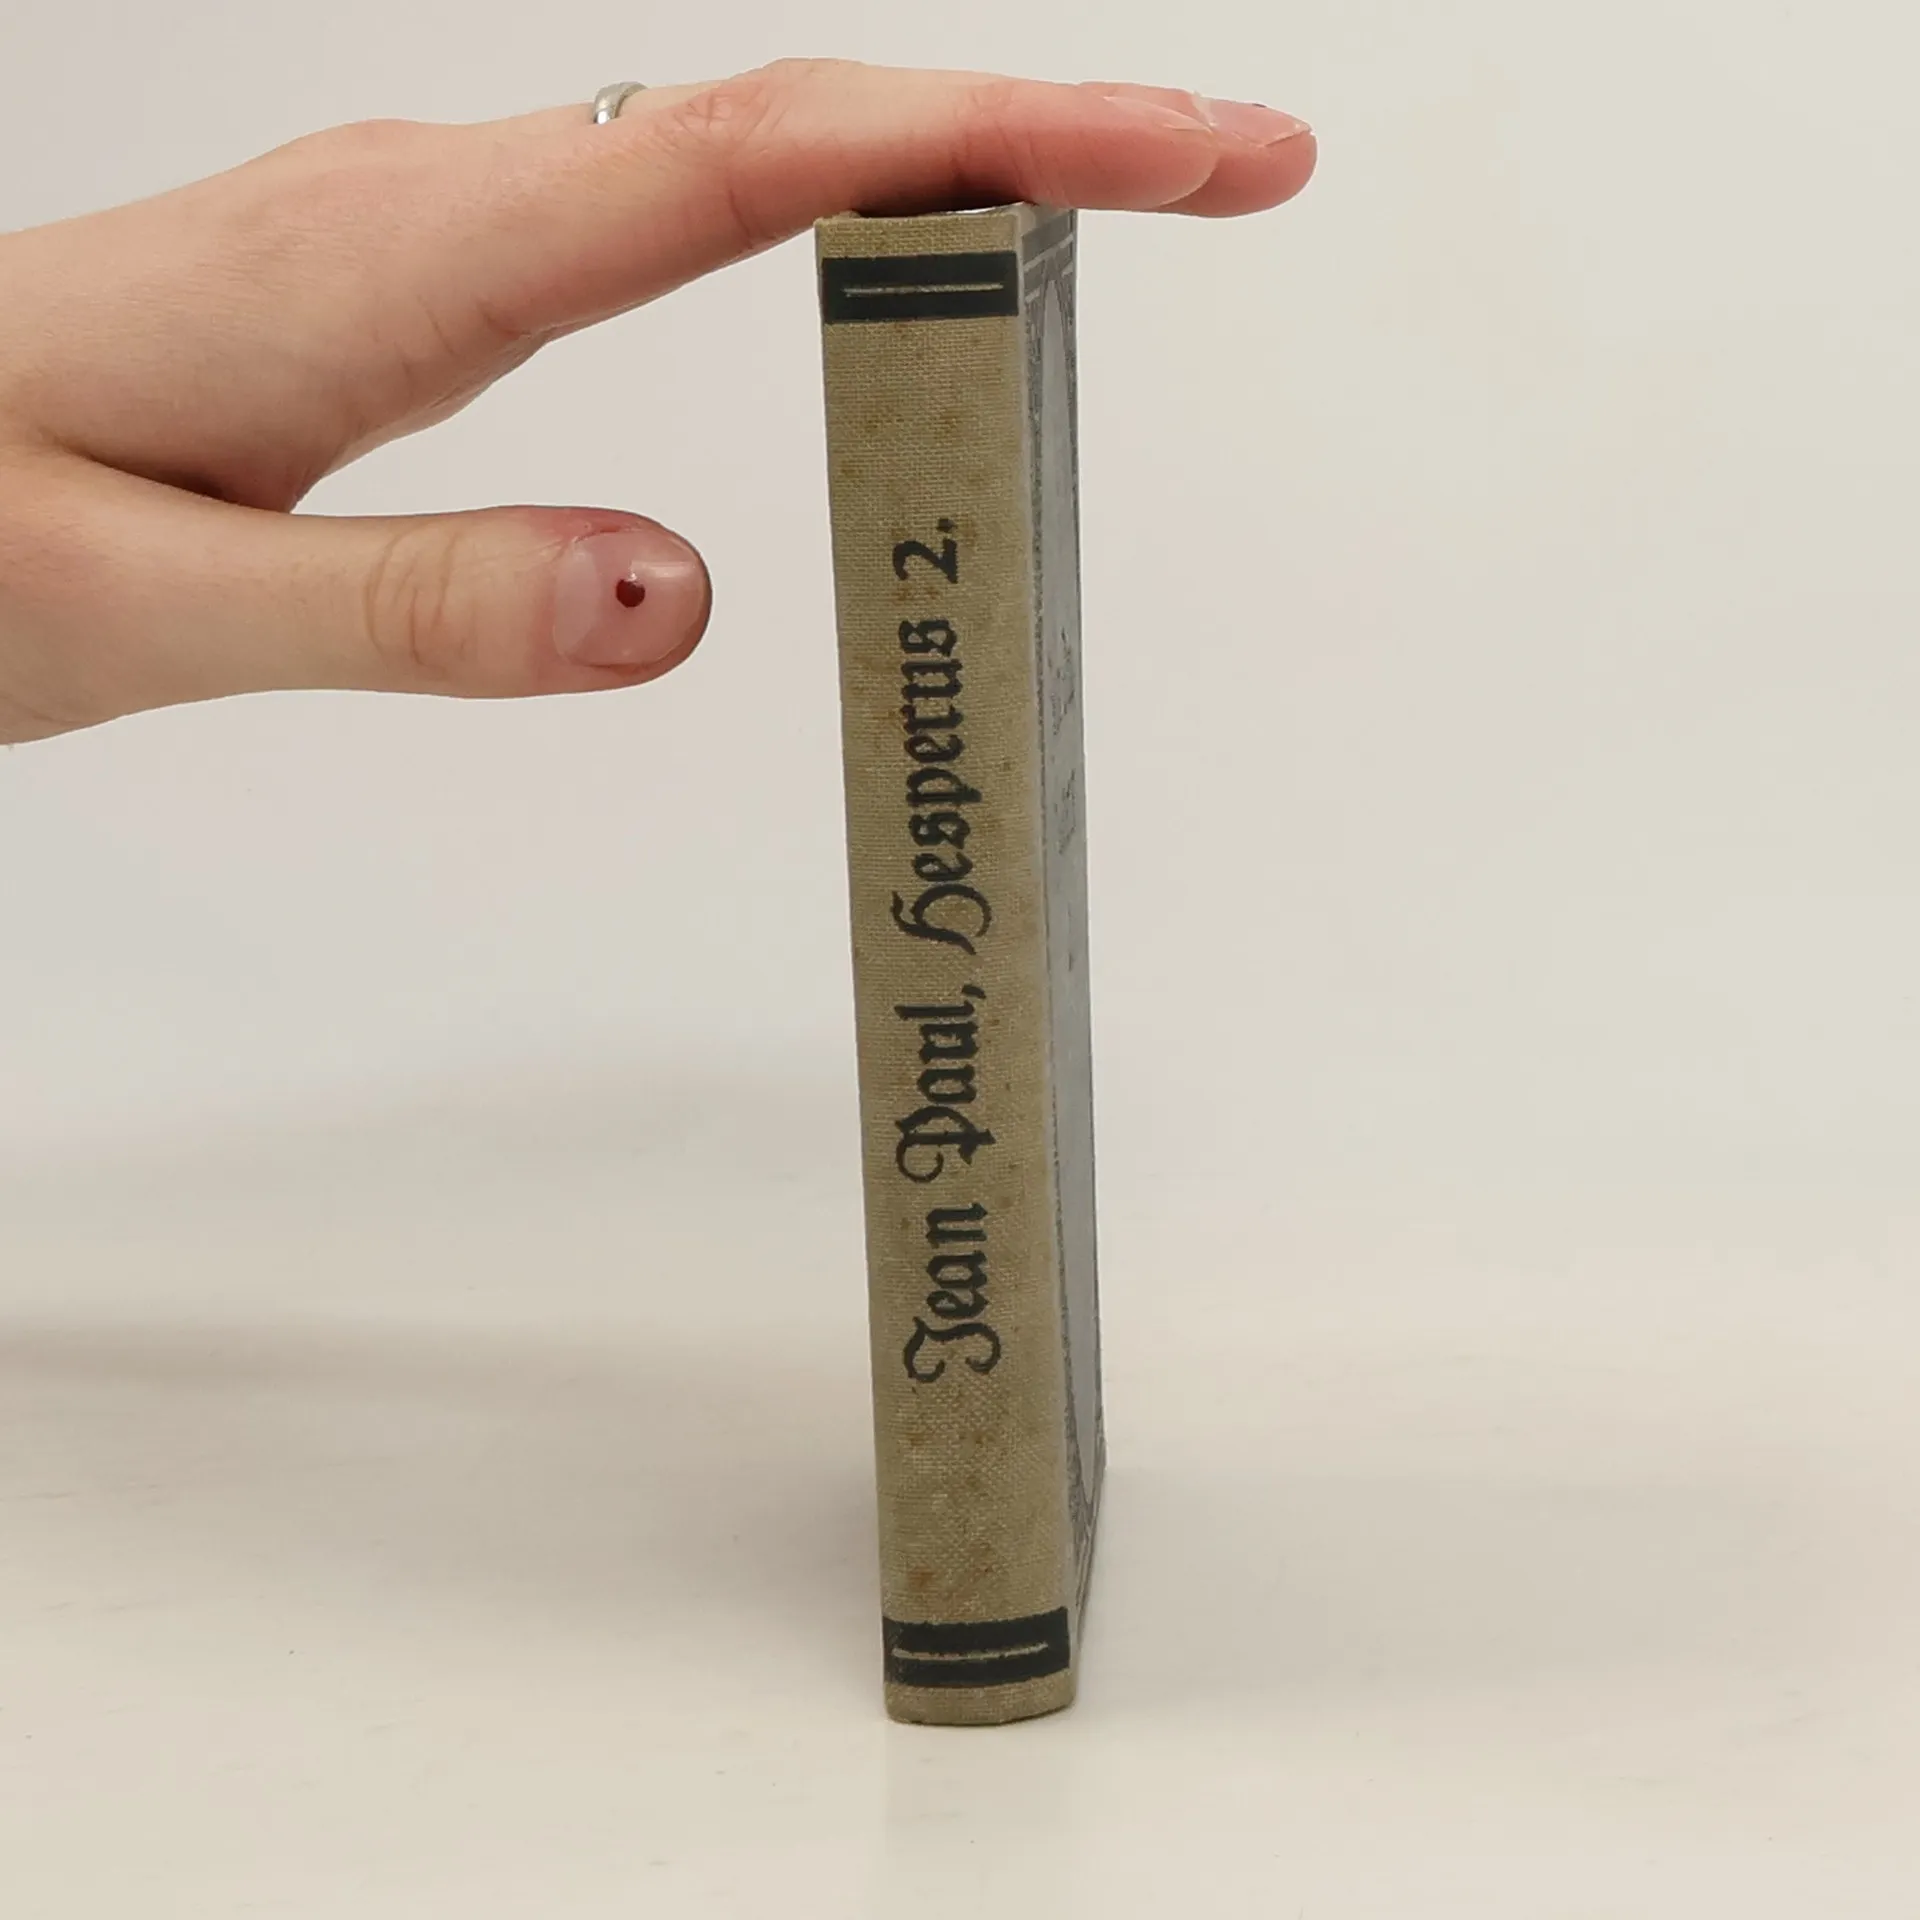 Jean Paul, Hesperus 2.